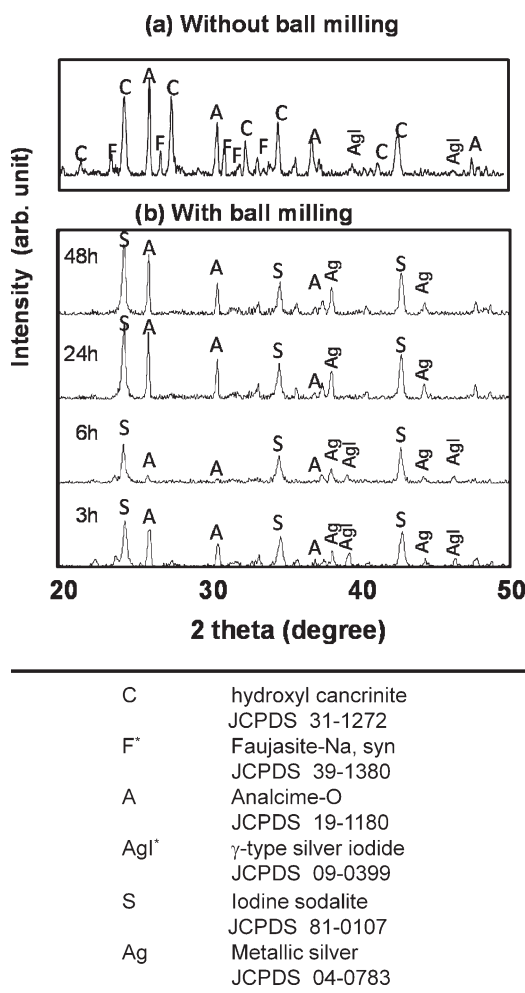 (a) Without ball milling
C
F
C
A
F
C
A
F
F
C
F
C
A
AgI
C
C
AgI
A
Intensity (arb. unit)
(b) With ball milling
48h
S
A
A
S
A
Ag
S
Ag
24h
S
A
A
S
A
Ag
S
Ag
6h
S
A
A
S
A
Ag
AgI
S
Ag
AgI
3h
S
A
A
S
A
Ag
AgI
S
Ag
AgI
20 30 40 50
2 theta (degree)
C hydroxyl cancrinite
JCPDS 31-1272
F* Faujasite-Na, syn
JCPDS 39-1380
A Analcime-O
JCPDS 19-1180
AgI* γ-type silver iodide
JCPDS 09-0399
S Iodine sodalite
JCPDS 81-0107
Ag Metallic silver
JCPDS 04-0783